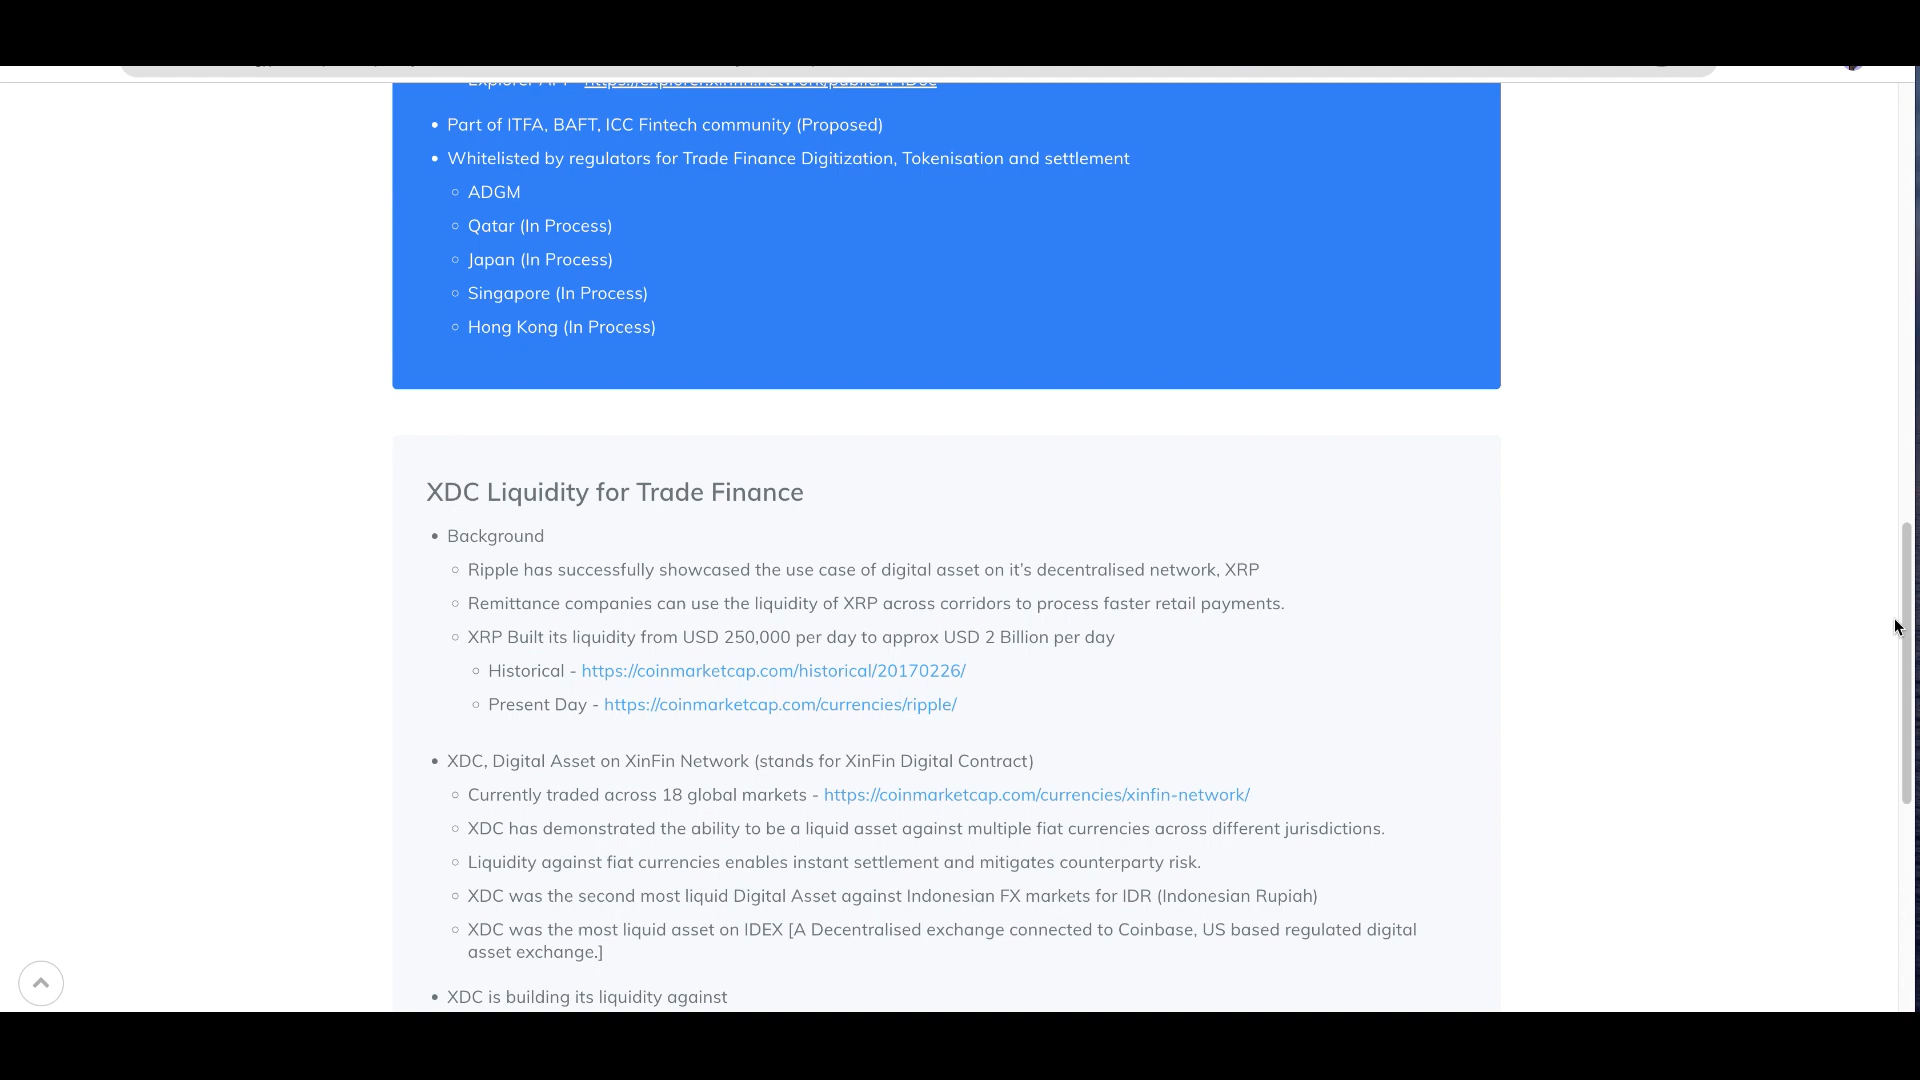 Explorer API - https://explorer.xinfin.network/publicAPIDoc
Part of ITFA, BAFT, ICC Fintech community (Proposed)
Whitelisted by regulators for Trade Finance Digitization, Tokenisation and settlement
ADGM
Qatar (In Process)
Japan (In Process)
Singapore (In Process)
Hong Kong (In Process)
XDC Liquidity for Trade Finance
Background
Ripple has successfully showcased the use case of digital asset on it’s decentralised network, XRP
Remittance companies can use the liquidity of XRP across corridors to process faster retail payments.
XRP Built its liquidity from USD 250,000 per day to approx USD 2 Billion per day
Historical - https://coinmarketcap.com/historical/20170226/
Present Day - https://coinmarketcap.com/currencies/ripple/
XDC, Digital Asset on XinFin Network (stands for XinFin Digital Contract)
Currently traded across 18 global markets - https://coinmarketcap.com/currencies/xinfin-network/
XDC has demonstrated the ability to be a liquid asset against multiple fiat currencies across different jurisdictions.
Liquidity against fiat currencies enables instant settlement and mitigates counterparty risk.
XDC was the second most liquid Digital Asset against Indonesian FX markets for IDR (Indonesian Rupiah)
XDC was the most liquid asset on IDEX [A Decentralised exchange connected to Coinbase, US based regulated digital
asset exchange.]
XDC is building its liquidity against